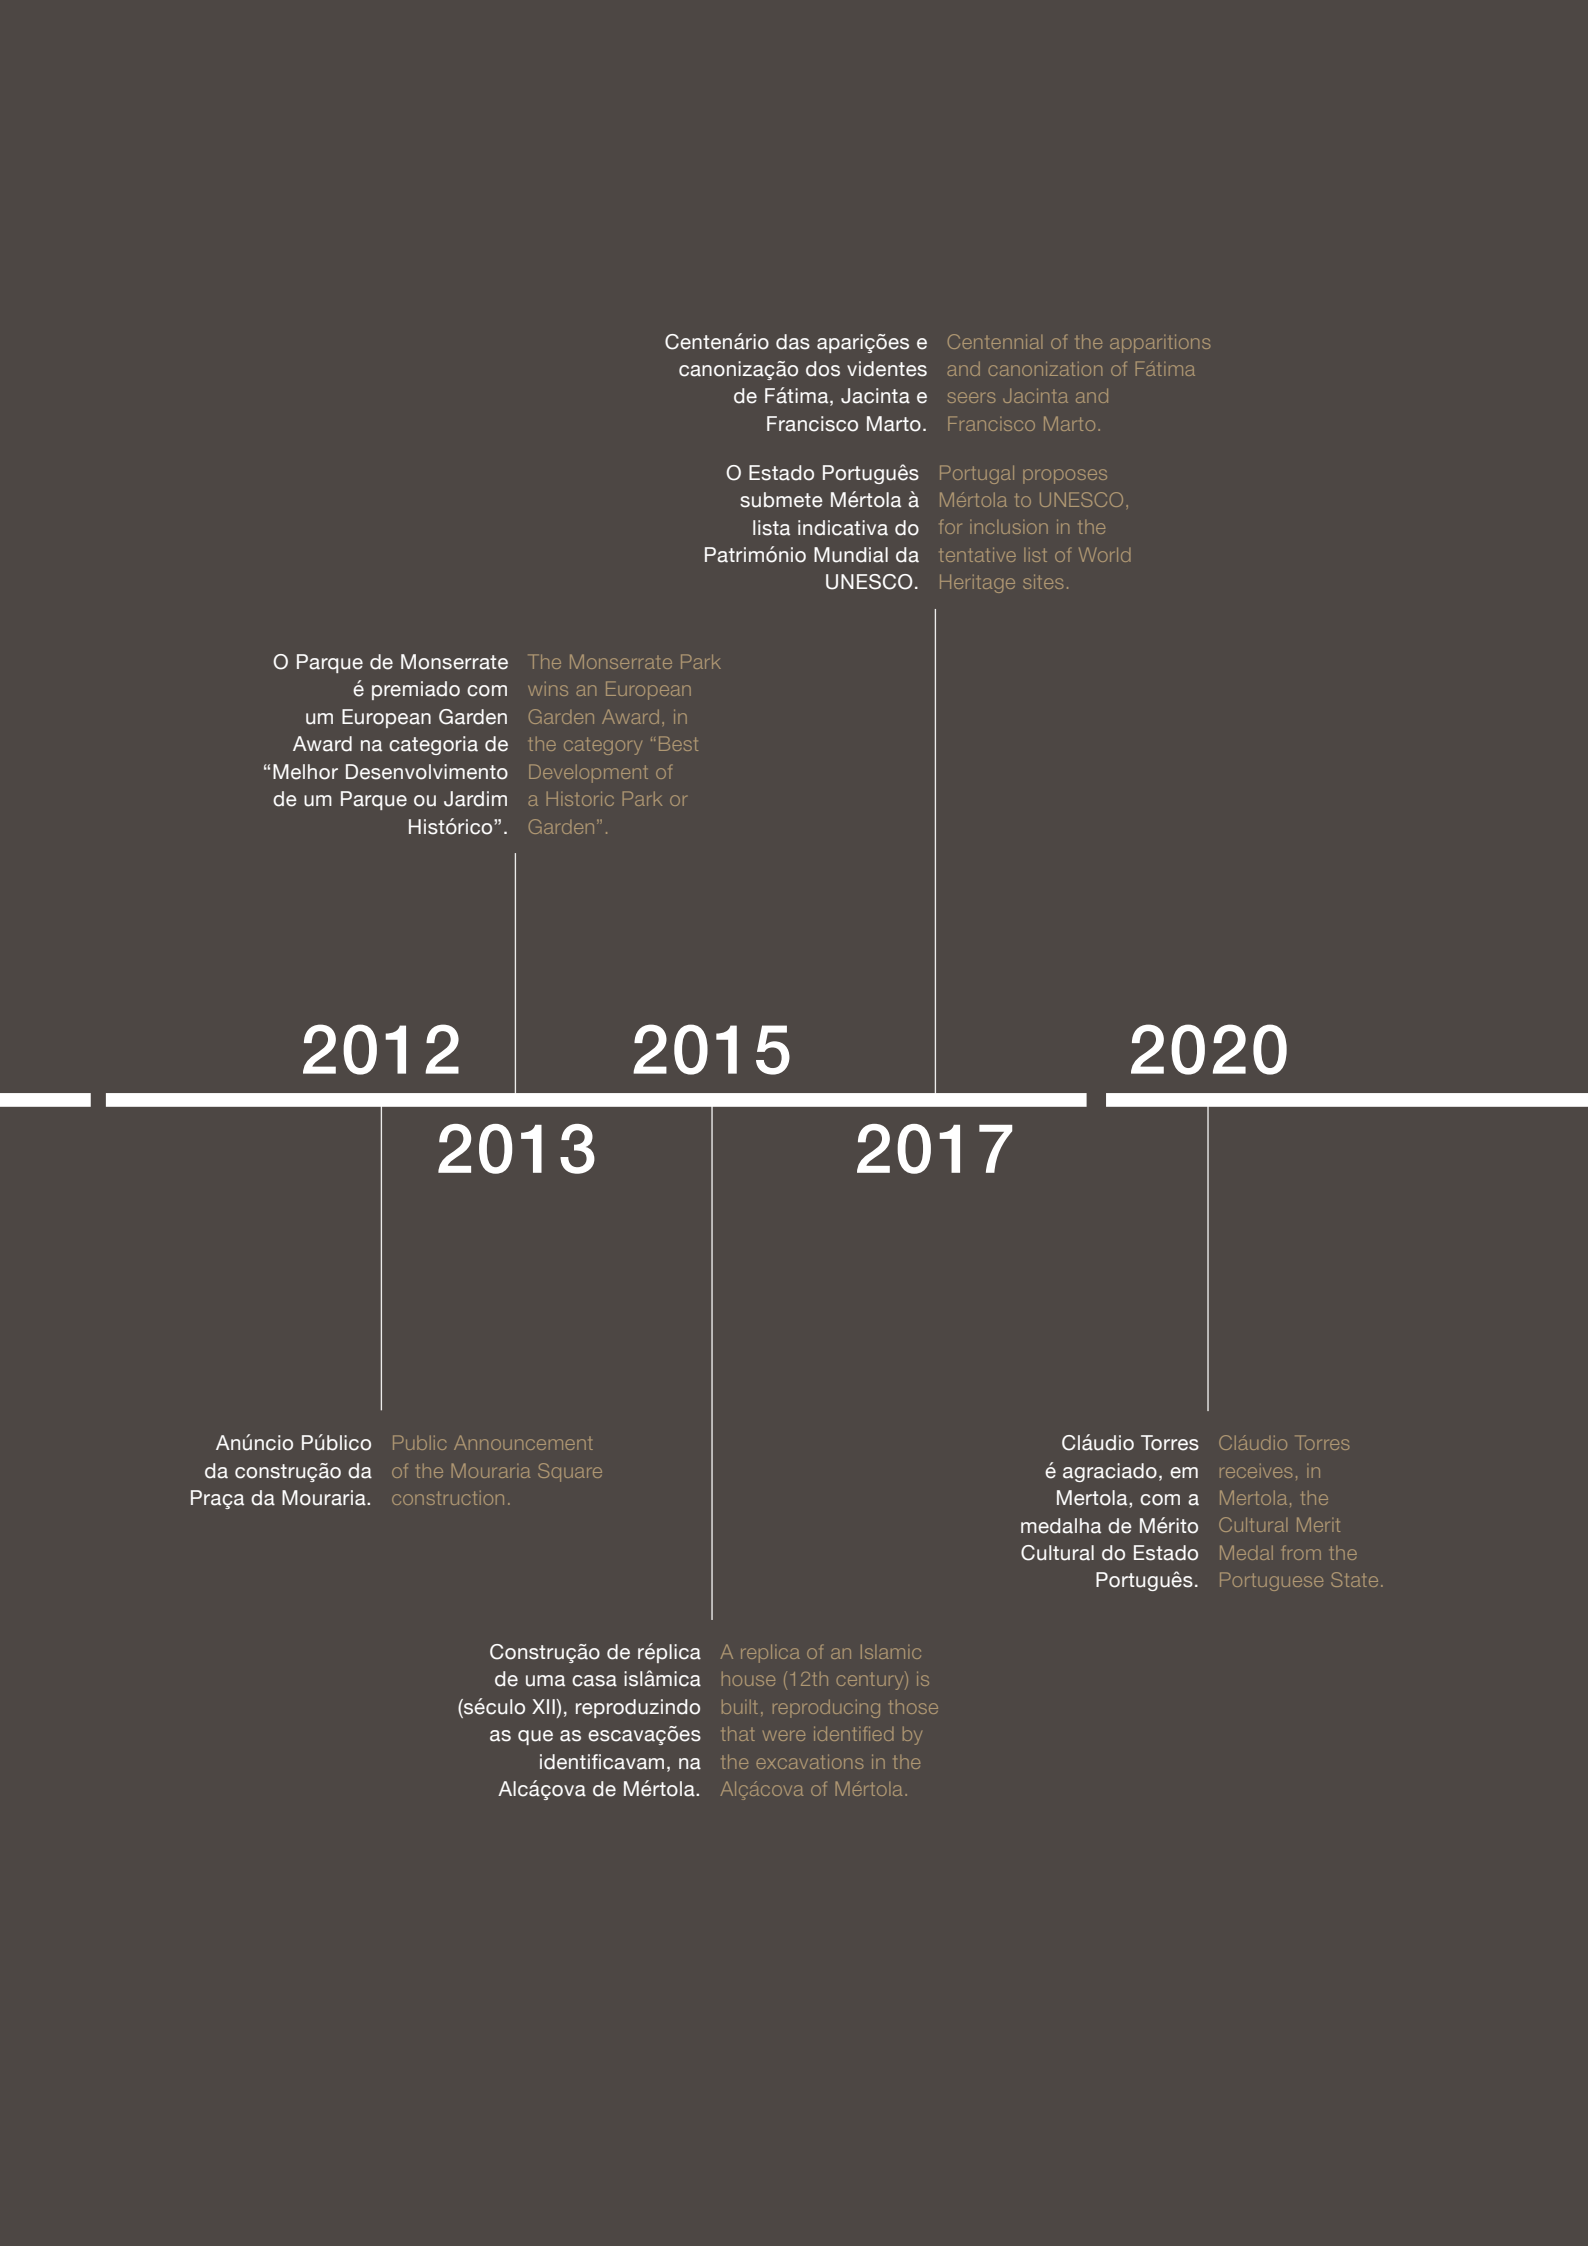 Centenário das aparições e
canonização dos videntes
de Fátima, Jacinta e
Francisco Marto.
Centennial of the apparitions
and canonization of Fátima
seers Jacinta and
Francisco Marto.
O Estado Português
submete Mértola à
lista indicativa do
Património Mundial da
UNESCO.
Portugal proposes
Mértola to UNESCO,
for inclusion in the
tentative list of World
Heritage sites.
O Parque de Monserrate
é premiado com
um European Garden
Award na categoria de
“Melhor Desenvolvimento
de um Parque ou Jardim
Histórico”.
The Monserrate Park
wins an European
Garden Award, in
the category “Best
Development of
a Historic Park or
Garden”.
2012
2015
2020
2013
2017
Anúncio Público
da construção da
Praça da Mouraria.
Public Announcement
of the Mouraria Square
construction.
Cláudio Torres
é agraciado, em
Mertola, com a
medalha de Mérito
Cultural do Estado
Português.
Cláudio Torres
receives, in
Mertola, the
Cultural Merit
Medal from the
Portuguese State.
Construção de réplica
de uma casa islâmica
(século XII), reproduzindo
as que as escavações
identificavam, na
Alcáçova de Mértola.
A replica of an Islamic
house (12th century) is
built, reproducing those
that were identified by
the excavations in the
Alçácova of Mértola.